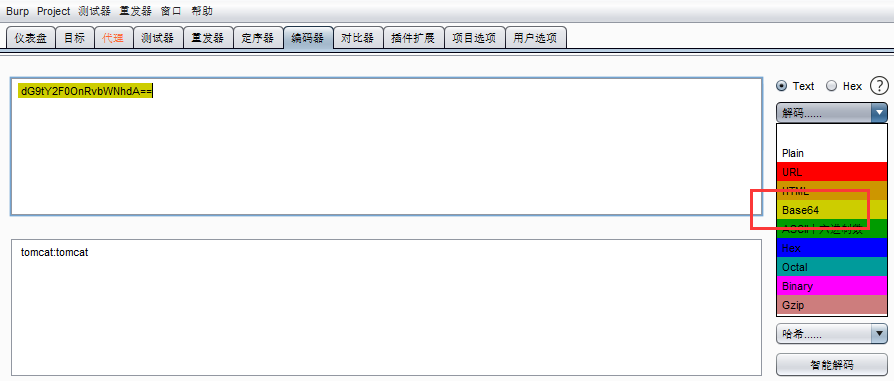 Burp Project 测试器 重发器 窗口 帮助
仪表盘 目标 代理 测试器 重发器 定序器 编码器 对比器 插件扩展 项目选项 用户选项
dG9tY2F0OnRvbWNhdA==
Text Hex ?
解码......
Plain
URL
HTML
Base64
ASCII十六进制数
Hex
Octal
Binary
Gzip
tomcat:tomcat
哈希......
智能解码